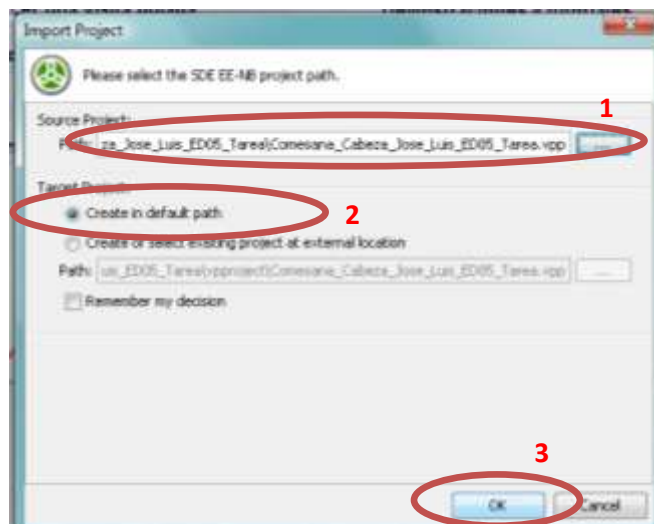 Import Project
Please select the SDE EE-NB project path.
Source Project:
1
Path: za_Jose_Luis_ED05_Tarea\Comesana_Cabeza_Jose_Luis_ED05_Tarea.vpp ...
Target Project:
Create in default path
2
Create or select existing project at external location
Path: uis_ED05_Tarea\vpproject\Comesana_Cabeza_Jose_Luis_ED05_Tarea.vpp ...
Remember my decision
3
OK Cancel